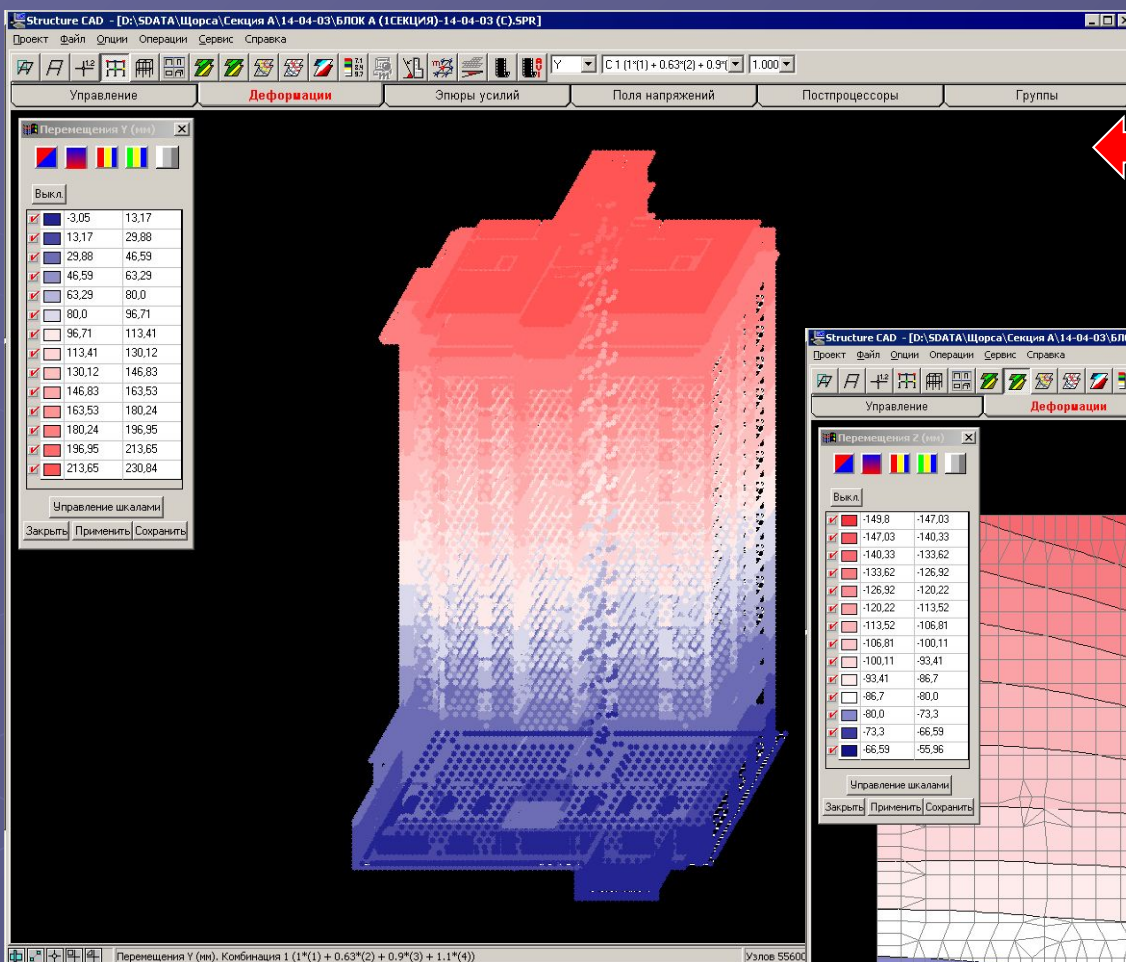 Structure CAD - [D:\SDATA\Щорса\Секция А\14-04-03\БЛОК А (1СЕКЦИЯ)-14-04-03 (С).SPR]
Проект Файл Опции Операции Сервис Справка
Y C 1 (1*(1) + 0.63*(2) + 0.9*( 1.000
Управление Деформации Эпюры усилий Поля напряжений Постпроцессоры Группы
Перемещения Y (мм)
Выкл.
-3,05 13,17
13,17 29,88
29,88 46,59
46,59 63,29
63,29 80,0
80,0 96,71
96,71 113,41
113,41 130,12
130,12 146,83
146,83 163,53
163,53 180,24
180,24 196,95
196,95 213,65
213,65 230,84
Управление шкалами
Закрыть Применить Сохранить
Перемещения Y (мм). Комбинация 1 (1*(1) + 0.63*(2) + 0.9*(3) + 1.1*(4))
Узлов 55600
Structure CAD - [D:\SDATA\Щорса\Секция А\14-04-03\БЛ
Проект Файл Опции Операции Сервис Справка
Управление Деформации
Перемещения Z (мм)
Выкл.
-149,8 -147,03
-147,03 -140,33
-140,33 -133,62
-133,62 -126,92
-126,92 -120,22
-120,22 -113,52
-113,52 -106,81
-106,81 -100,11
-100,11 -93,41
-93,41 -86,7
-86,7 -80,0
-80,0 -73,3
-73,3 -66,59
-66,59 -55,96
Управление шкалами
Закрыть Применить Сохранить